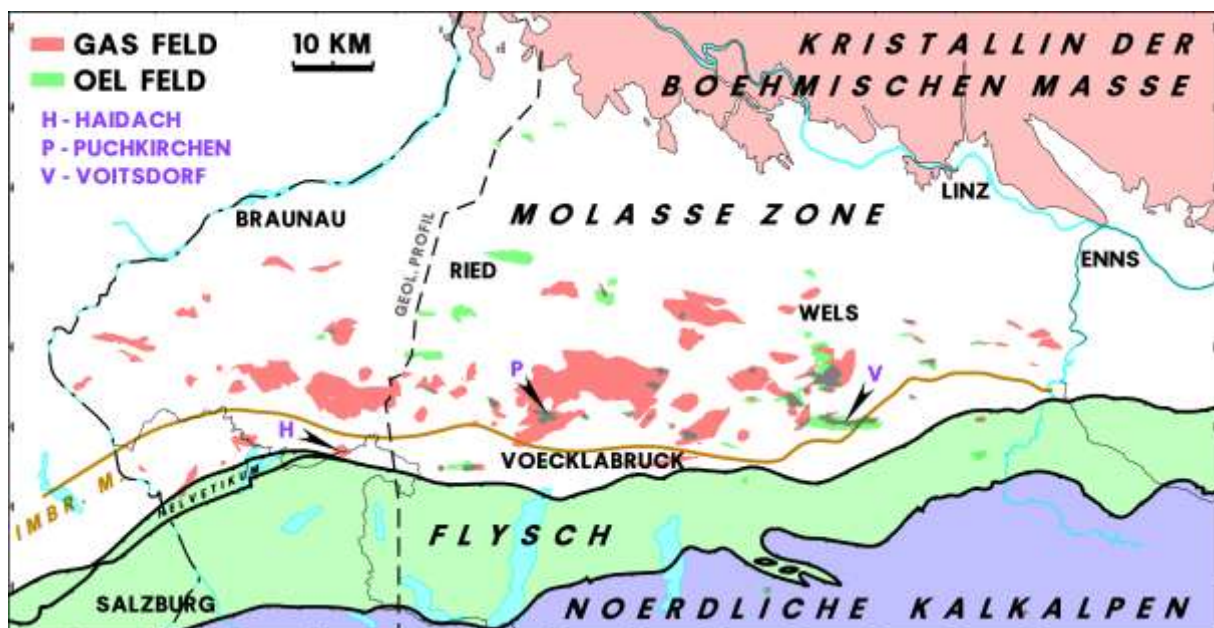 GAS FELD
OEL FELD
H - HAIDACH
P - PUCHKIRCHEN
V - VOITSDORF
10 KM
KRISTALLIN DER
BOEHMISCHEN MASSE
LINZ
BRAUNAU
MOLASSE ZONE
ENNS
GEOL. PROFIL
RIED
WELS
P
V
H
VOECKLABRUCK
IMBR. M.
HELVETIKUM
FLYSCH
SALZBURG
NOERDLICHE KALKALPEN